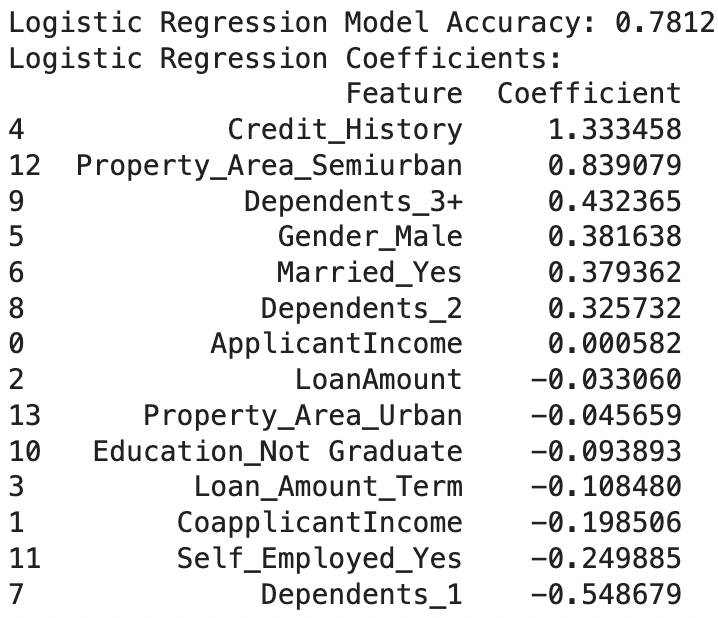 Logistic Regression Model Accuracy: 0.7812
Logistic Regression Coefficients:
Feature Coefficient
4 Credit_History 1.333458
12 Property_Area_Semiurban 0.839079
9 Dependents_3+ 0.432365
5 Gender_Male 0.381638
6 Married_Yes 0.379362
8 Dependents_2 0.325732
0 ApplicantIncome 0.000582
2 LoanAmount -0.033060
13 Property_Area_Urban -0.045659
10 Education_Not Graduate -0.093893
3 Loan_Amount_Term -0.108480
1 CoapplicantIncome -0.198506
11 Self_Employed_Yes -0.249885
7 Dependents_1 -0.548679